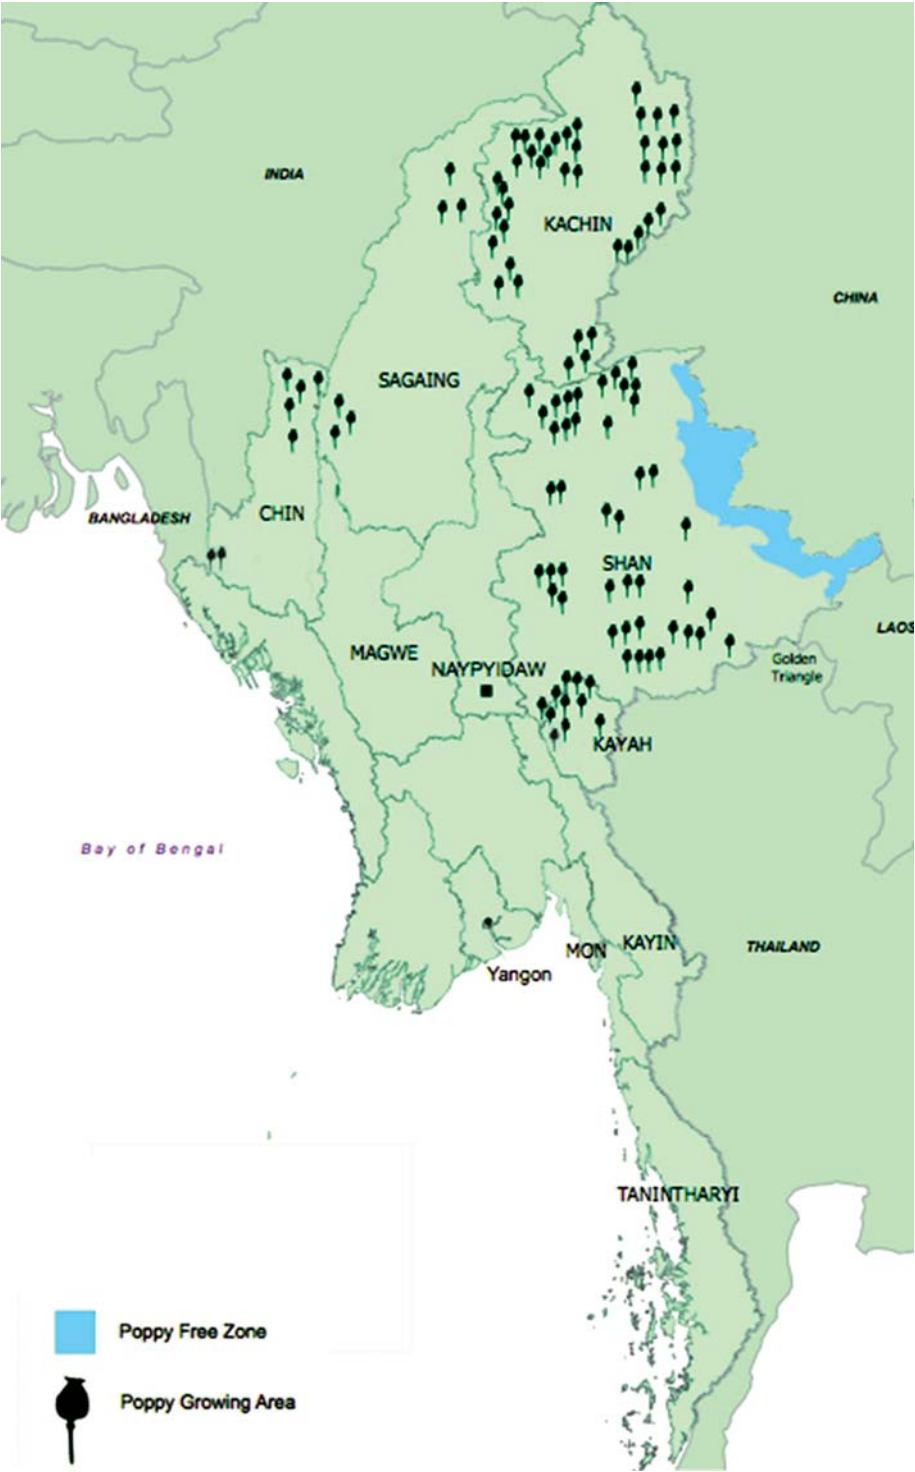 INDIA
KACHIN
CHINA
SAGAING
CHIN
BANGLADESH
SHAN
LAOS
MAGWE
NAYPYIDAW
Golden
Triangle
KAYAH
Bay of Bengal
KAYIN
MON
THAILAND
Yangon
TANINTHARYI
Poppy Free Zone
Poppy Growing Area